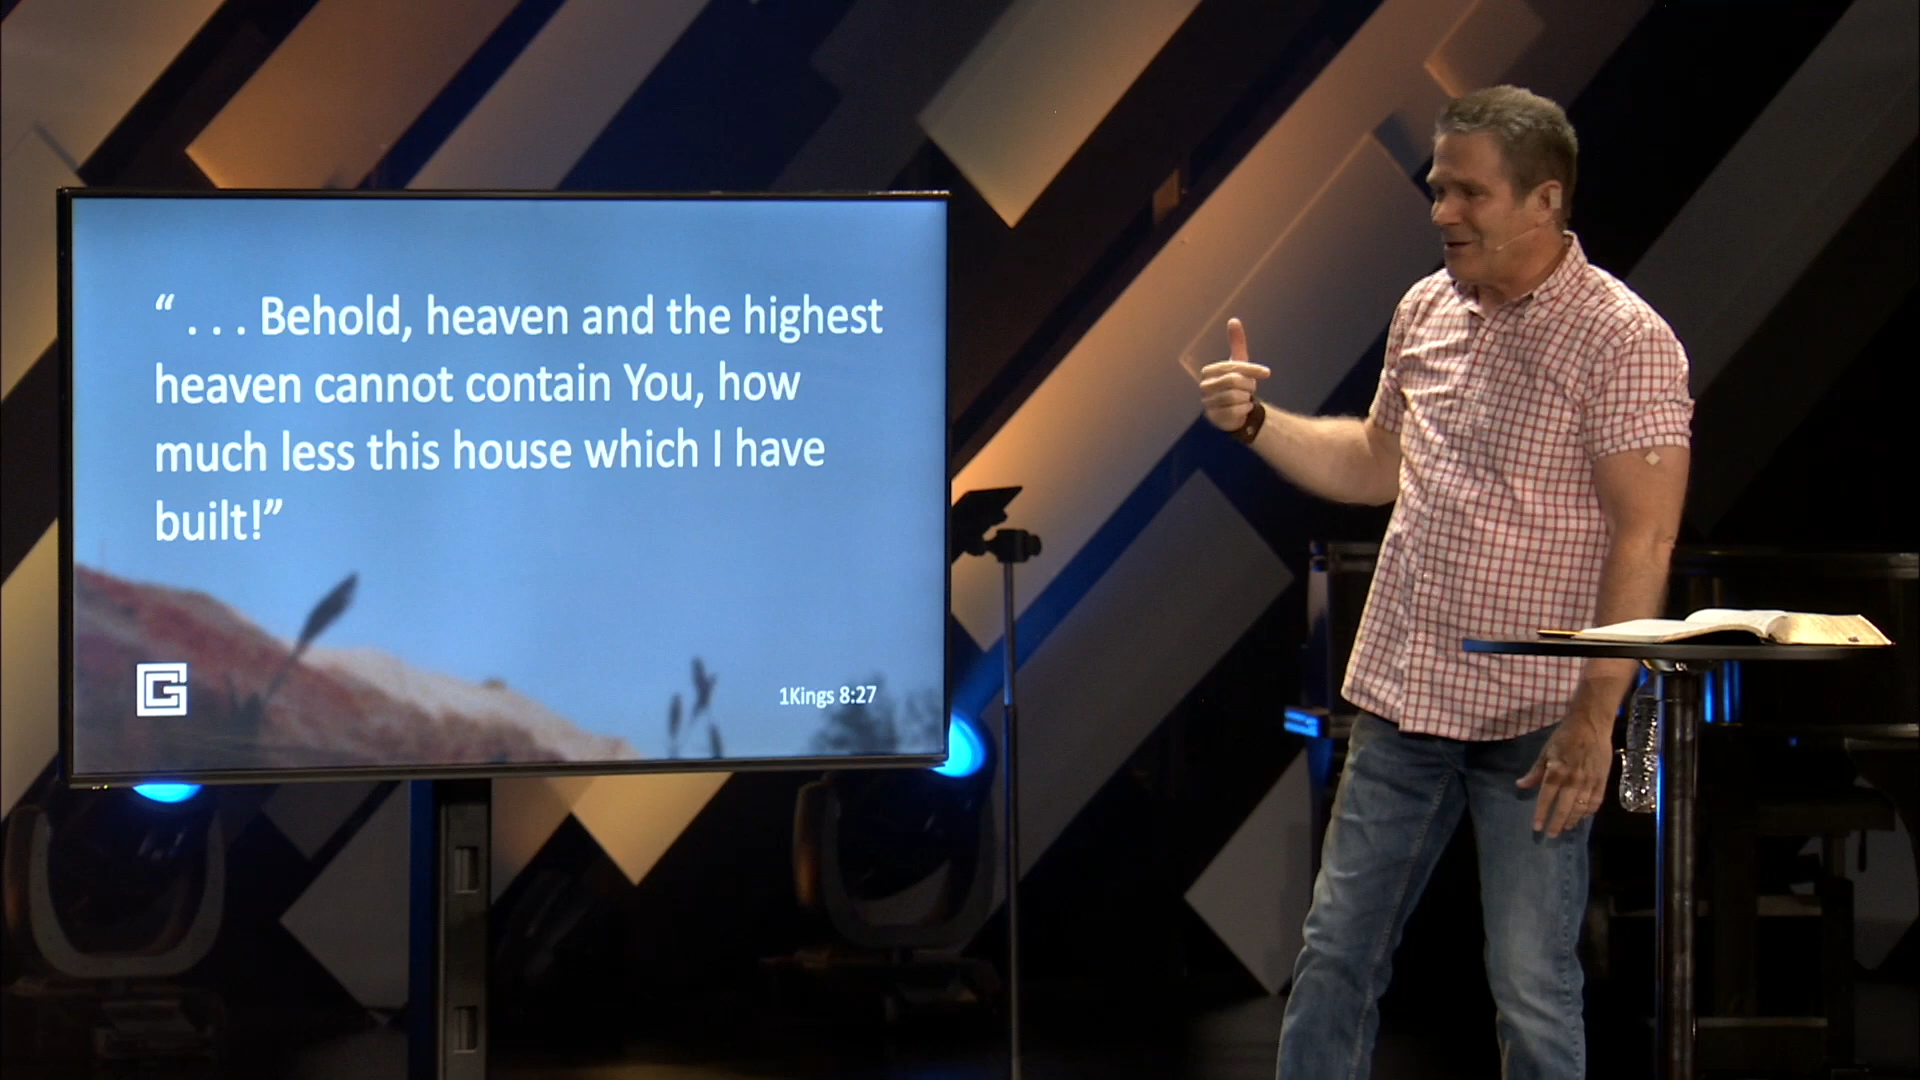 “ . . . Behold, heaven and the highest
heaven cannot contain You, how
much less this house which I have
built!”
1Kings 8:27